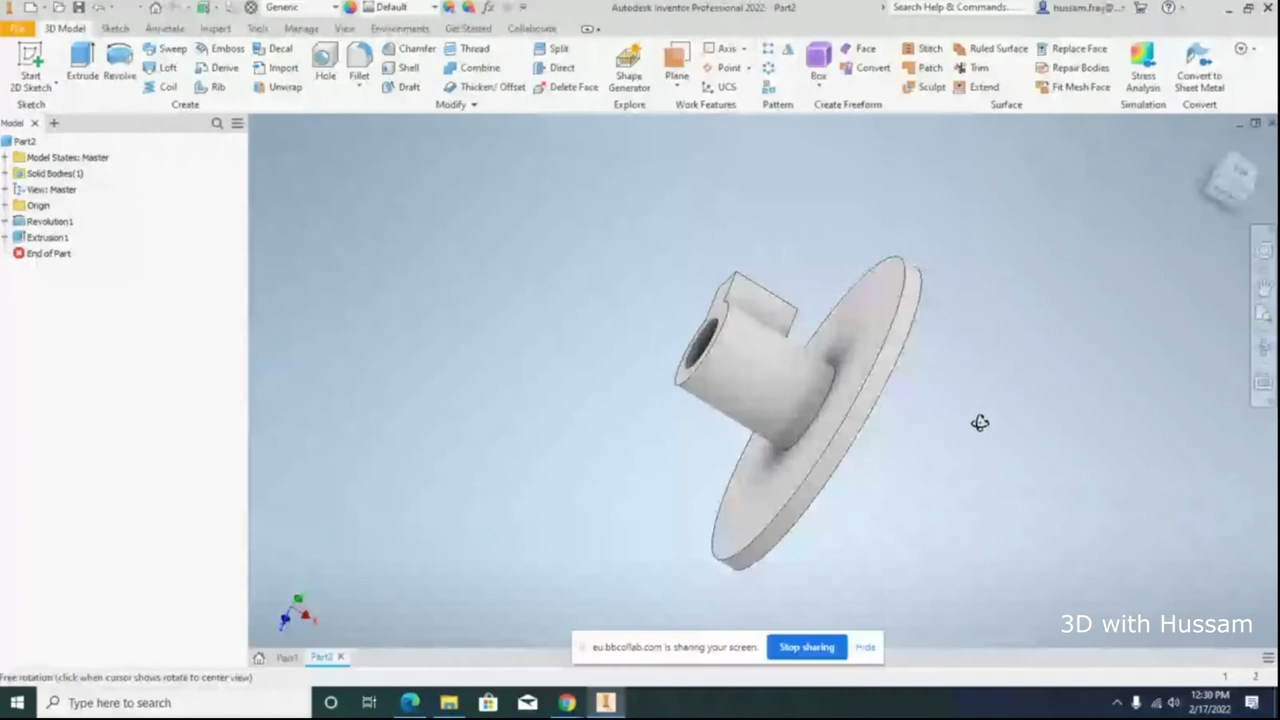 Generic
Default
Autodesk Inventor Professional 2022 Part2
Search Help & Commands...
File
3D Model
Sketch
Annotate
Inspect
Tools
Manage
View
Environments
Get Started
Collaborate
Start
2D Sketch
Extrude
Revolve
Sweep
Emboss
Decal
Loft
Derive
Import
Coil
Rib
Unwrap
Hole
Fillet
Chamfer
Thread
Split
Shell
Combine
Direct
Draft
Thicken/ Offset
Delete Face
Shape
Generator
Plane
Axis
Point
UCS
Box
Face
Convert
Stitch
Ruled Surface
Replace Face
Patch
Trim
Repair Bodies
Sculpt
Extend
Fit Mesh Face
Stress
Analysis
Convert to
Sheet Metal
Sketch
Create
Modify
Explore
Work Features
Pattern
Create Freeform
Surface
Simulation
Convert
Model
Part2
Model States: Master
Solid Bodies(1)
View: Master
Origin
Revolution1
Extrusion1
End of Part
3D with Hussam
eu.bbcollab.com is sharing your screen.
Stop sharing
Hide
Part1
Part2
Free rotation (click when cursor shows rotate to center view)
1
2
Type here to search
12:30 PM
2/17/2022